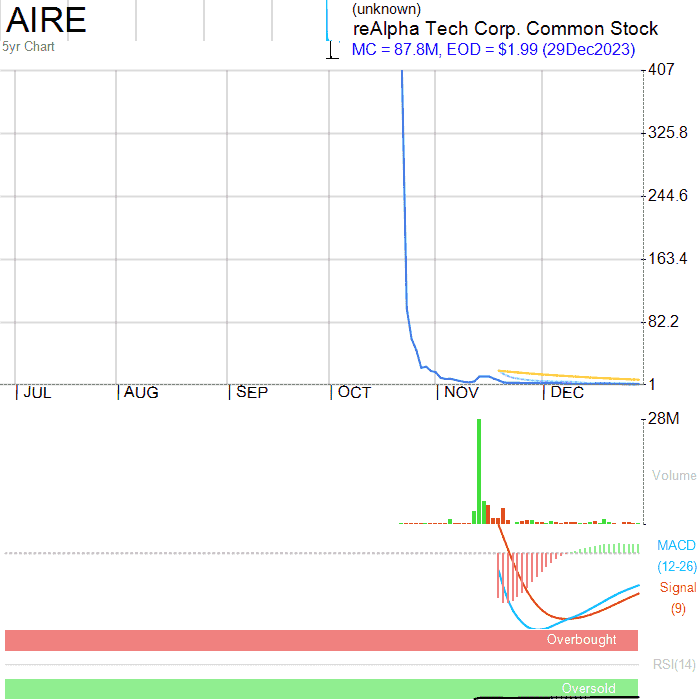 AIRE
(unknown)
reAlpha Tech Corp. Common Stock
5yr Chart
MC = 87.8M, EOD = $1.99 (29Dec2023)
407
325.8
244.6
163.4
82.2
1
JUL AUG SEP OCT NOV DEC
28M
Volume
MACD
(12-26)
Signal
(9)
Overbought
RSI(14)
Oversold